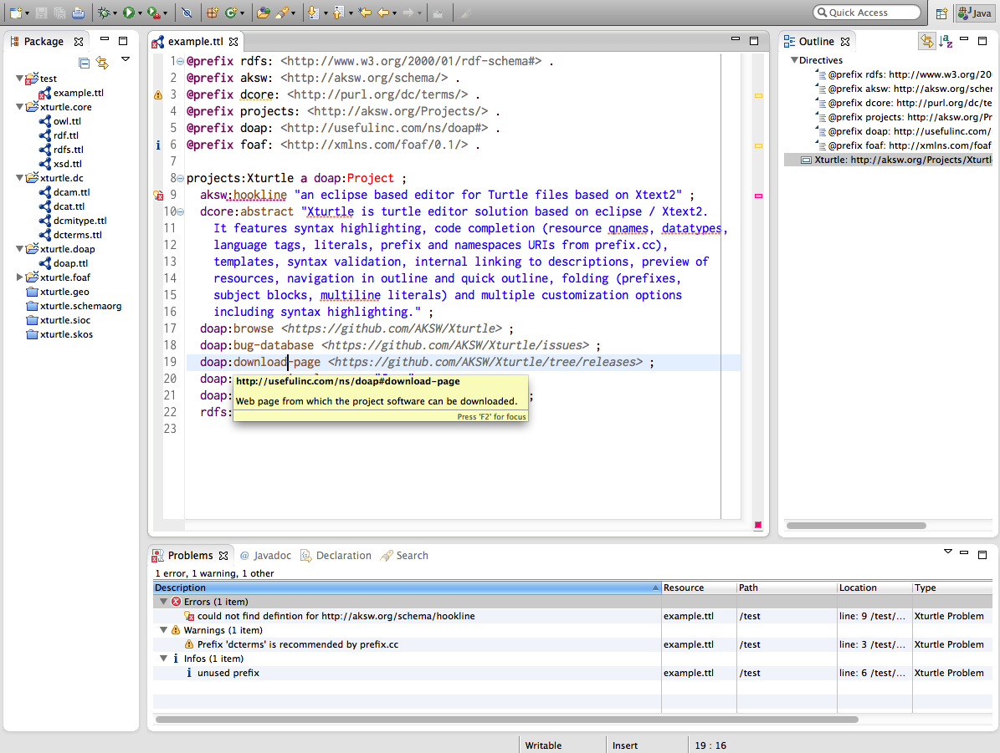 Quick Access
Java
Package
test
example.ttl
xturtle.core
owl.ttl
rdf.ttl
rdfs.ttl
xsd.ttl
xturtle.dc
dcam.ttl
dcat.ttl
dcmitype.ttl
dcterms.ttl
xturtle.doap
doap.ttl
xturtle.foaf
xturtle.geo
xturtle.schemaorg
xturtle.sioc
xturtle.skos
example.ttl
1 @prefix rdfs: <http://www.w3.org/2000/01/rdf-schema#> .
2 @prefix aksw: <http://aksw.org/schema/> .
3 @prefix dcore: <http://purl.org/dc/terms/> .
4 @prefix projects: <http://aksw.org/Projects/> .
5 @prefix doap: <http://usefulinc.com/ns/doap#> .
6 @prefix foaf: <http://xmlns.com/foaf/0.1/> .
7
8 projects:Xturtle a doap:Project ;
9 aksw:hookline "an eclipse based editor for Turtle files based on Xtext2" ;
10 dcore:abstract "Xturtle is turtle editor solution based on eclipse / Xtext2.
11 It features syntax highlighting, code completion (resource qnames, datatypes,
12 language tags, literals, prefix and namespaces URIs from prefix.cc),
13 templates, syntax validation, internal linking to descriptions, preview of
14 resources, navigation in outline and quick outline, folding (prefixes,
15 subject blocks, multiline literals) and multiple customization options
16 including syntax highlighting." ;
17 doap:browse <https://github.com/AKSW/Xturtle> ;
18 doap:bug-database <https://github.com/AKSW/Xturtle/issues> ;
19 doap:download-page <https://github.com/AKSW/Xturtle/tree/releases> ;
20 doap:
21 doap: ;
22 rdfs:
23
http://usefulinc.com/ns/doap#download-page
Web page from which the project software can be downloaded.
Press 'F2' for focus
Outline
Directives
@prefix rdfs: http://www.w3.org/20
@prefix aksw: http://aksw.org/scher
@prefix dcore: http://purl.org/dc/te
@prefix projects: http://aksw.org/Pr
@prefix doap: http://usefulinc.com/
@prefix foaf: http://xmlns.com/foaf
Xturtle: http://aksw.org/Projects/Xturtle
Problems @ Javadoc Declaration Search
1 error, 1 warning, 1 other
Description Resource Path Location Type
Errors (1 item)
could not find defintion for http://aksw.org/schema/hookline example.ttl /test line: 9 /test/... Xturtle Problem
Warnings (1 item)
Prefix 'dcterms' is recommended by prefix.cc example.ttl /test line: 3 /test/... Xturtle Problem
Infos (1 item)
unused prefix example.ttl /test line: 6 /test/... Xturtle Problem
Writable Insert 19 : 16